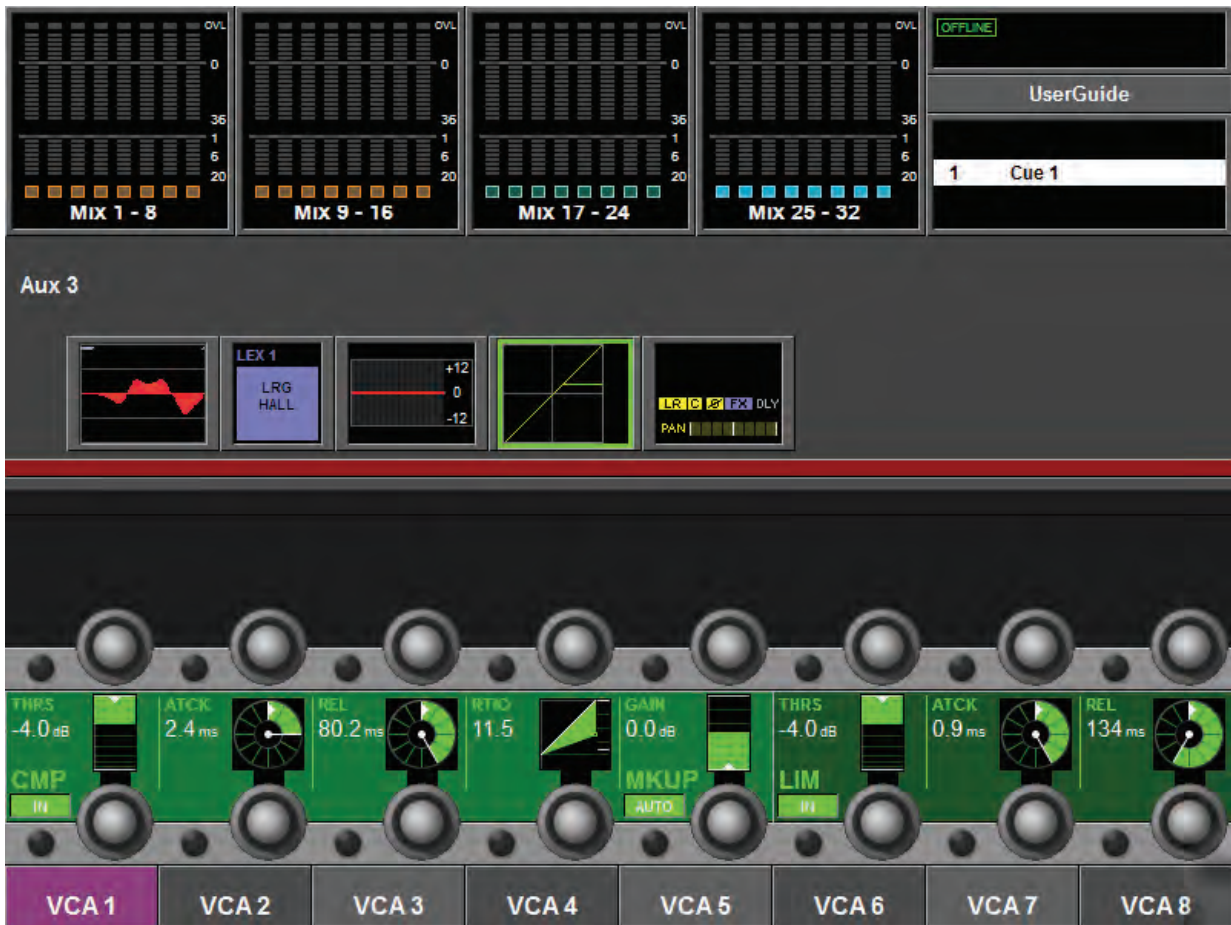 OVL
0
36
1
6
20
Mix 1 - 8
OVL
0
36
1
6
20
Mix 9 - 16
OVL
0
36
1
6
20
Mix 17 - 24
OVL
0
36
1
6
20
Mix 25 - 32
OFFLINE
UserGuide
1 Cue 1
Aux 3
LEX 1
LRG
HALL
+12
0
-12
LR C Ø FX DLY
PAN
THRS
-4.0 dB
CMP
IN
ATCK
2.4 ms
REL
80.2 ms
RTIO
11.5
GAIN
0.0 dB
MKUP
AUTO
THRS
-4.0 dB
LIM
IN
ATCK
0.9 ms
REL
134 ms
VCA 1
VCA 2
VCA 3
VCA 4
VCA 5
VCA 6
VCA 7
VCA 8